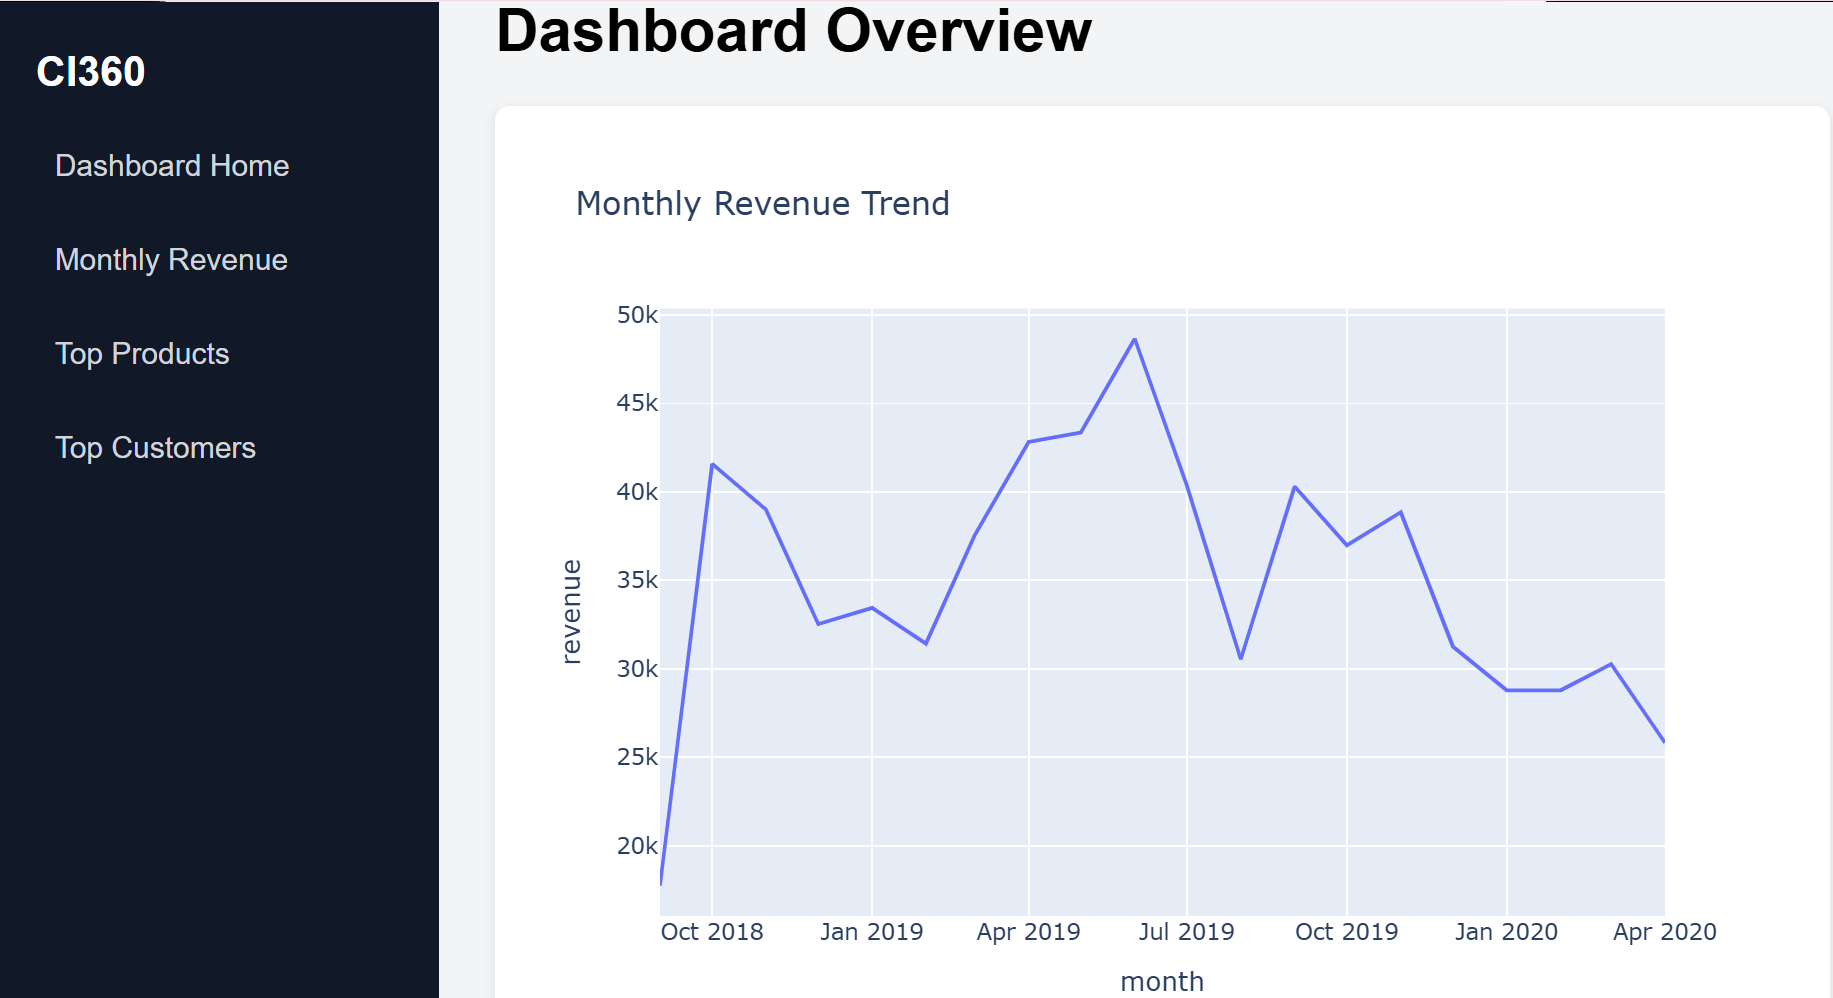 CI360
Dashboard Home
Monthly Revenue
Top Products
Top Customers
Dashboard Overview
Monthly Revenue Trend
50k
45k
40k
35k
30k
25k
20k
revenue
Oct 2018 Jan 2019 Apr 2019 Jul 2019 Oct 2019 Jan 2020 Apr 2020
month